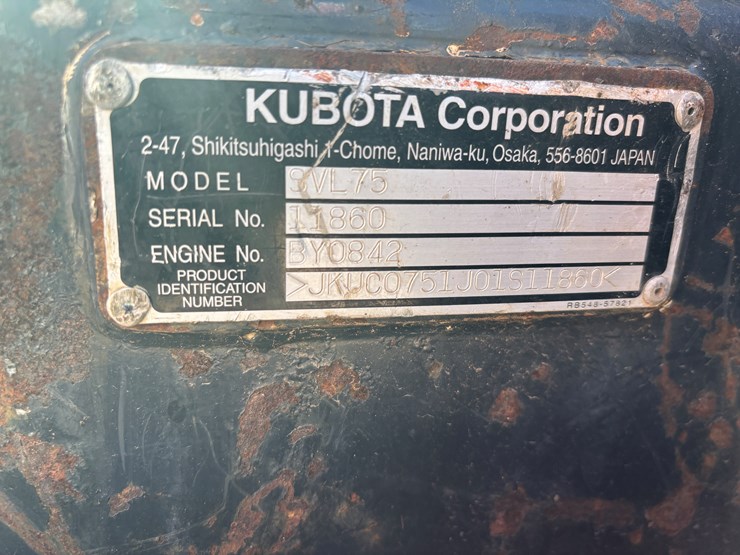 KUBOTA Corporation
2-47, Shikitsuhigashi 1-Chome, Naniwa-ku, Osaka, 556-8601 JAPAN
MODEL SVL75
SERIAL No. 11860
ENGINE No. BY0842
PRODUCT IDENTIFICATION NUMBER >JKUC0751J01S11860<
RB548-57821